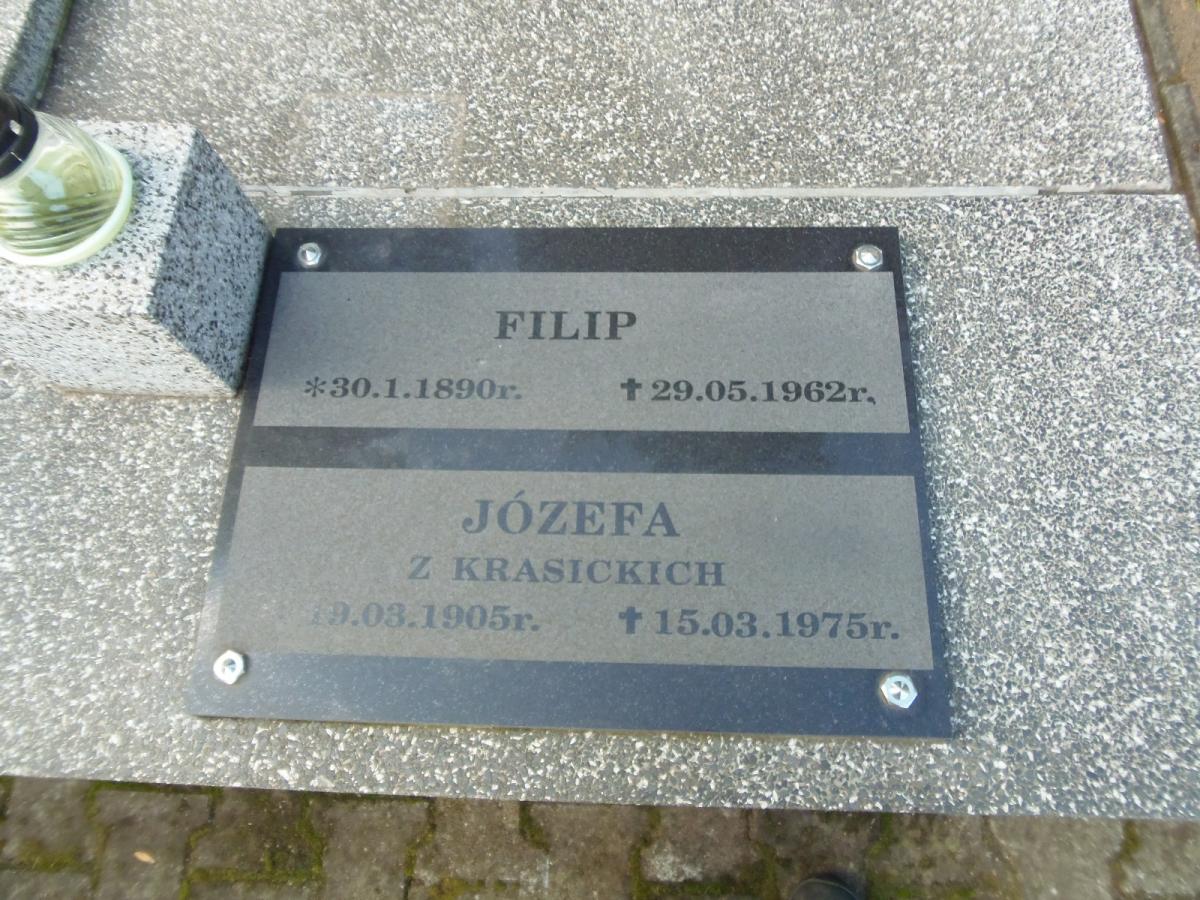 FILIP
*30.1.1890r. ✝29.05.1962r.
JÓZEFA
Z KRASICKICH
19.03.1905r. ✝15.03.1975r.